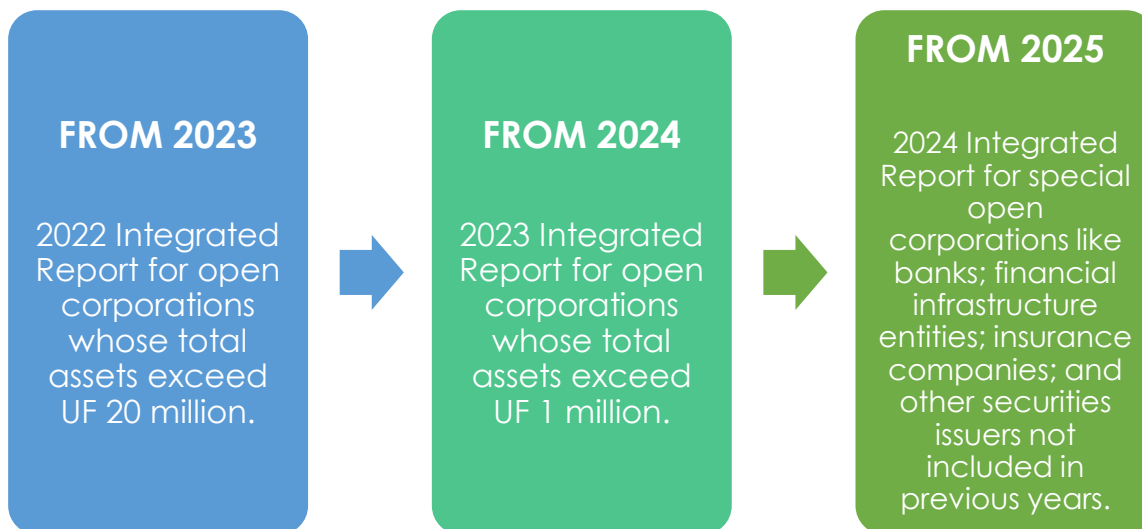 FROM 2023
2022 Integrated
Report for open
corporations
whose total
assets exceed
UF 20 million.
FROM 2024
2023 Integrated
Report for open
corporations
whose total
assets exceed
UF 1 million.
FROM 2025
2024 Integrated
Report for special
open
corporations like
banks; financial
infrastructure
entities; insurance
companies; and
other securities
issuers not
included in
previous years.